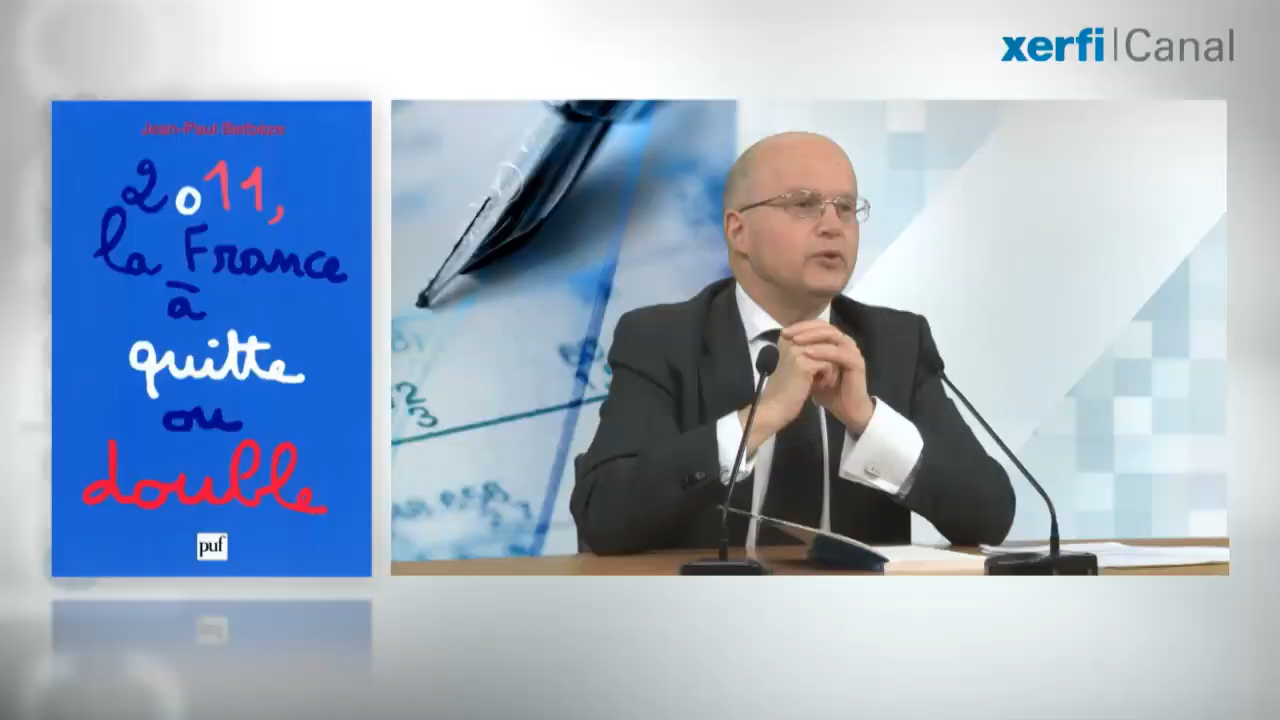 xerfi | Canal
Jean-Paul Betbèze
2011,
la France
à
quitte
ou
double
puf